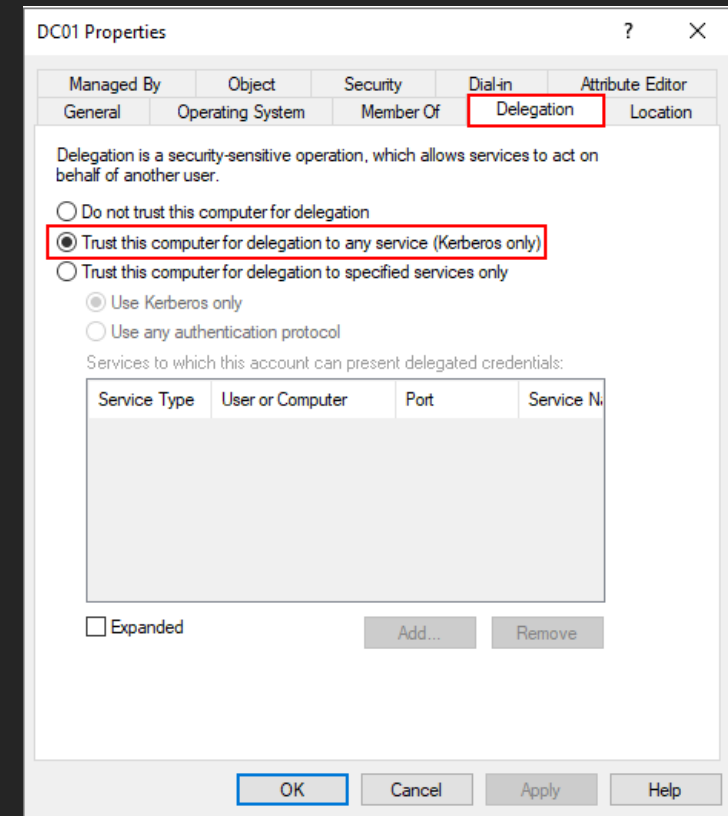 DC01 Properties
Managed By Object Security Dial-in Attribute Editor
General Operating System Member Of Delegation Location
Delegation is a security-sensitive operation, which allows services to act on
behalf of another user.
Do not trust this computer for delegation
Trust this computer for delegation to any service (Kerberos only)
Trust this computer for delegation to specified services only
Use Kerberos only
Use any authentication protocol
Services to which this account can present delegated credentials:
Service Type User or Computer Port Service Na
Expanded Add... Remove
OK Cancel Apply Help